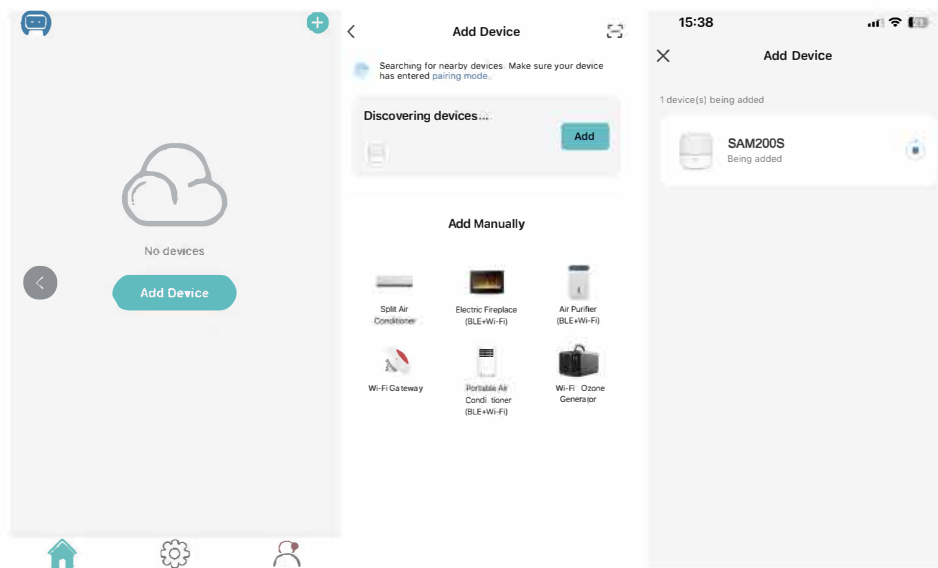 No devices
Add Device
Add Device
Searching for nearby devices Make sure your device
has entered pairing mode.
Discovering devices...
Add
Add Manually
Split Air
Conditioner
Electric Fireplace
(BLE+Wi-Fi)
Air Purifier
(BLE+Wi-Fi)
Wi-Fi Gateway
Portable Air
Condi tioner
(BLE+Wi-Fi)
Wi-Fi Ozone
Generator
15:38
Add Device
1 device(s) being added
SAM200S
Being added